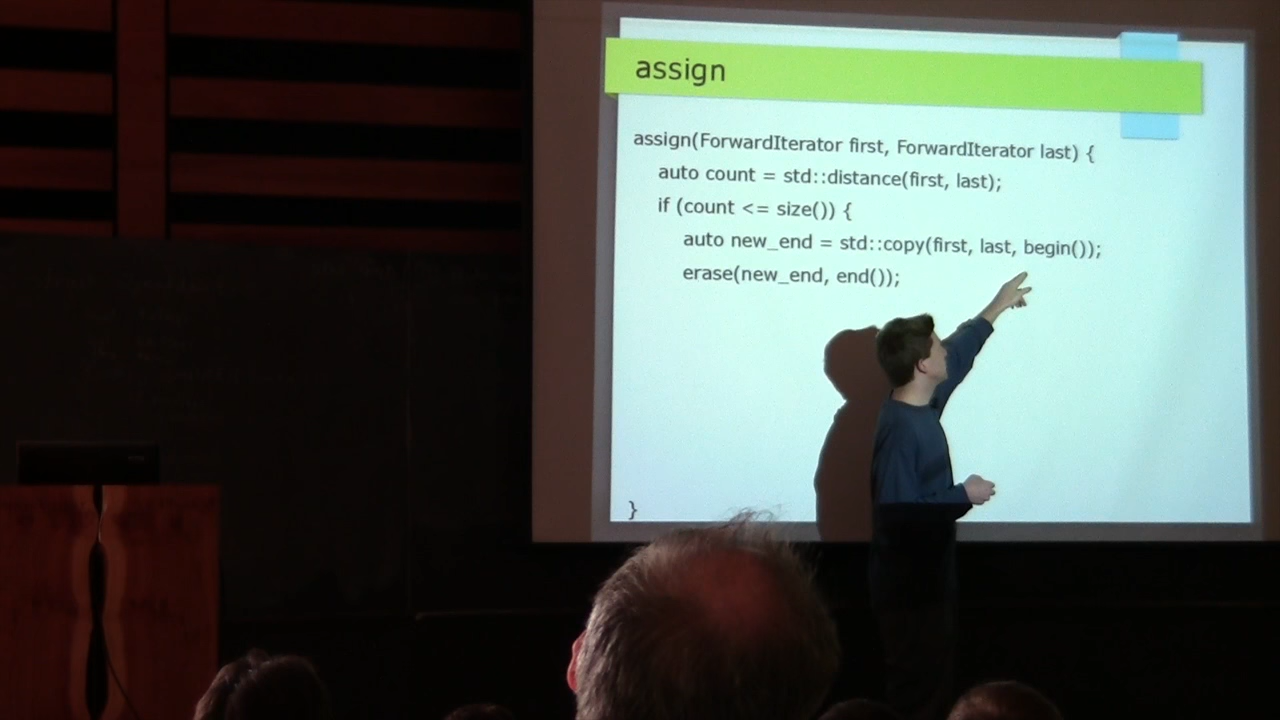 assign
assign(ForwardIterator first, ForwardIterator last) {
auto count = std::distance(first, last);
if (count <= size()) {
auto new_end = std::copy(first, last, begin());
erase(new_end, end());
}